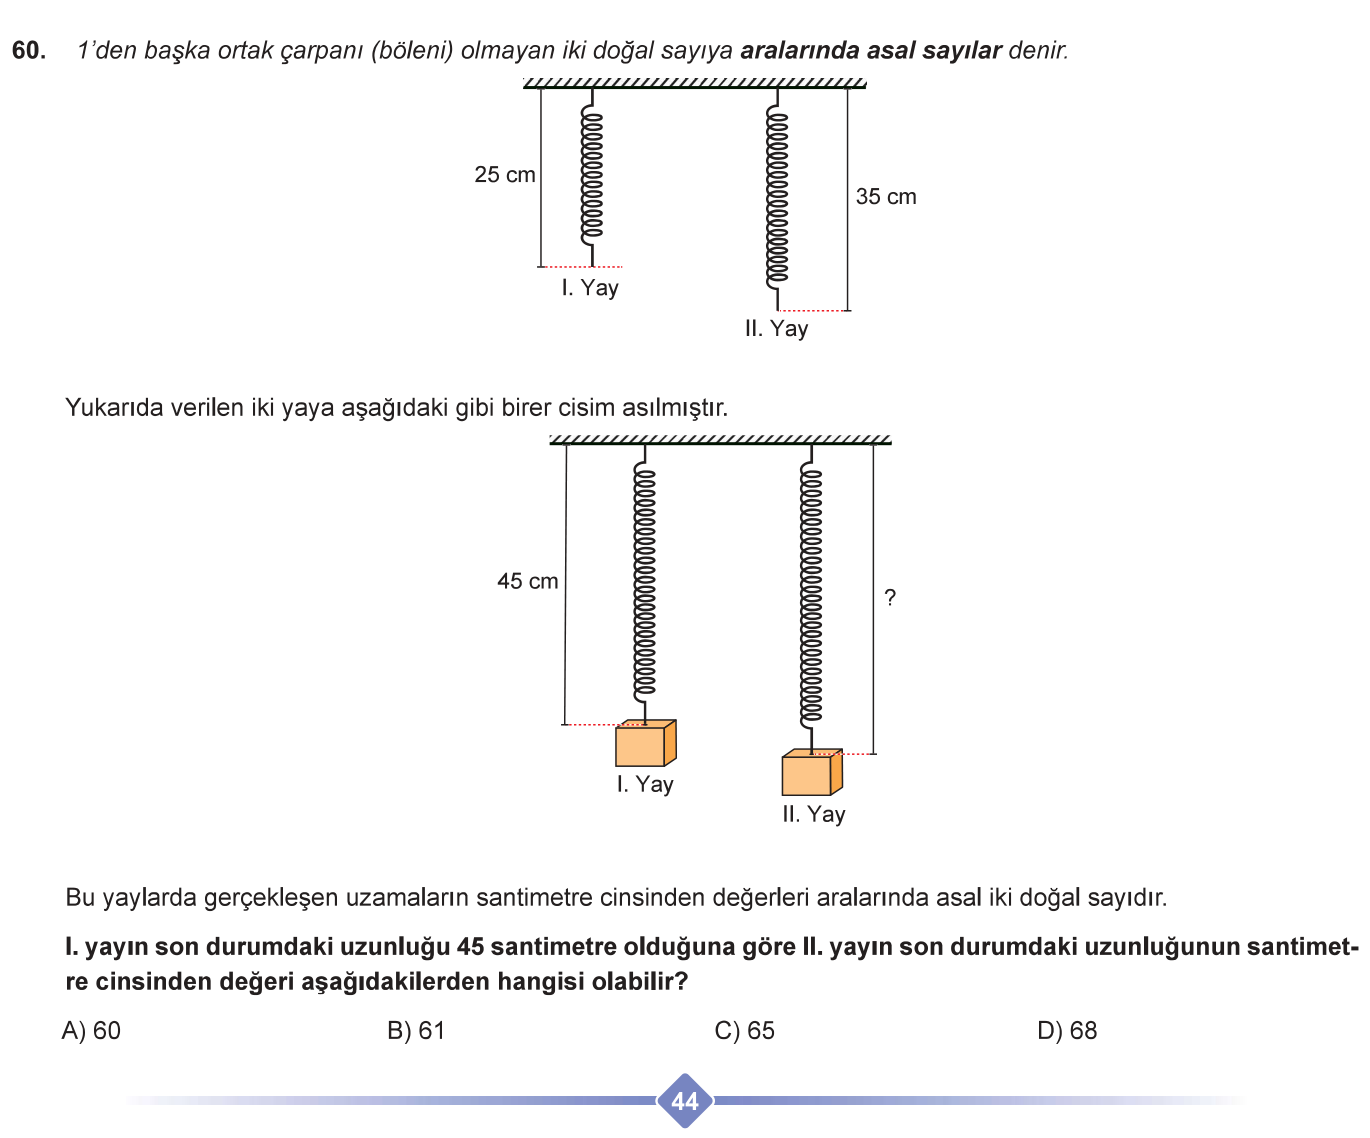 60. 1’den başka ortak çarpanı (böleni) olmayan iki doğal sayıya aralarında asal sayılar denir.
25 cm
35 cm
I. Yay
II. Yay
Yukarıda verilen iki yaya aşağıdaki gibi birer cisim asılmıştır.
45 cm
?
I. Yay
II. Yay
Bu yaylarda gerçekleşen uzamaların santimetre cinsinden değerleri aralarında asal iki doğal sayıdır.
I. yayın son durumdaki uzunluğu 45 santimetre olduğuna göre II. yayın son durumdaki uzunluğunun santimet-
re cinsinden değeri aşağıdakilerden hangisi olabilir?
A) 60 B) 61 C) 65 D) 68
44